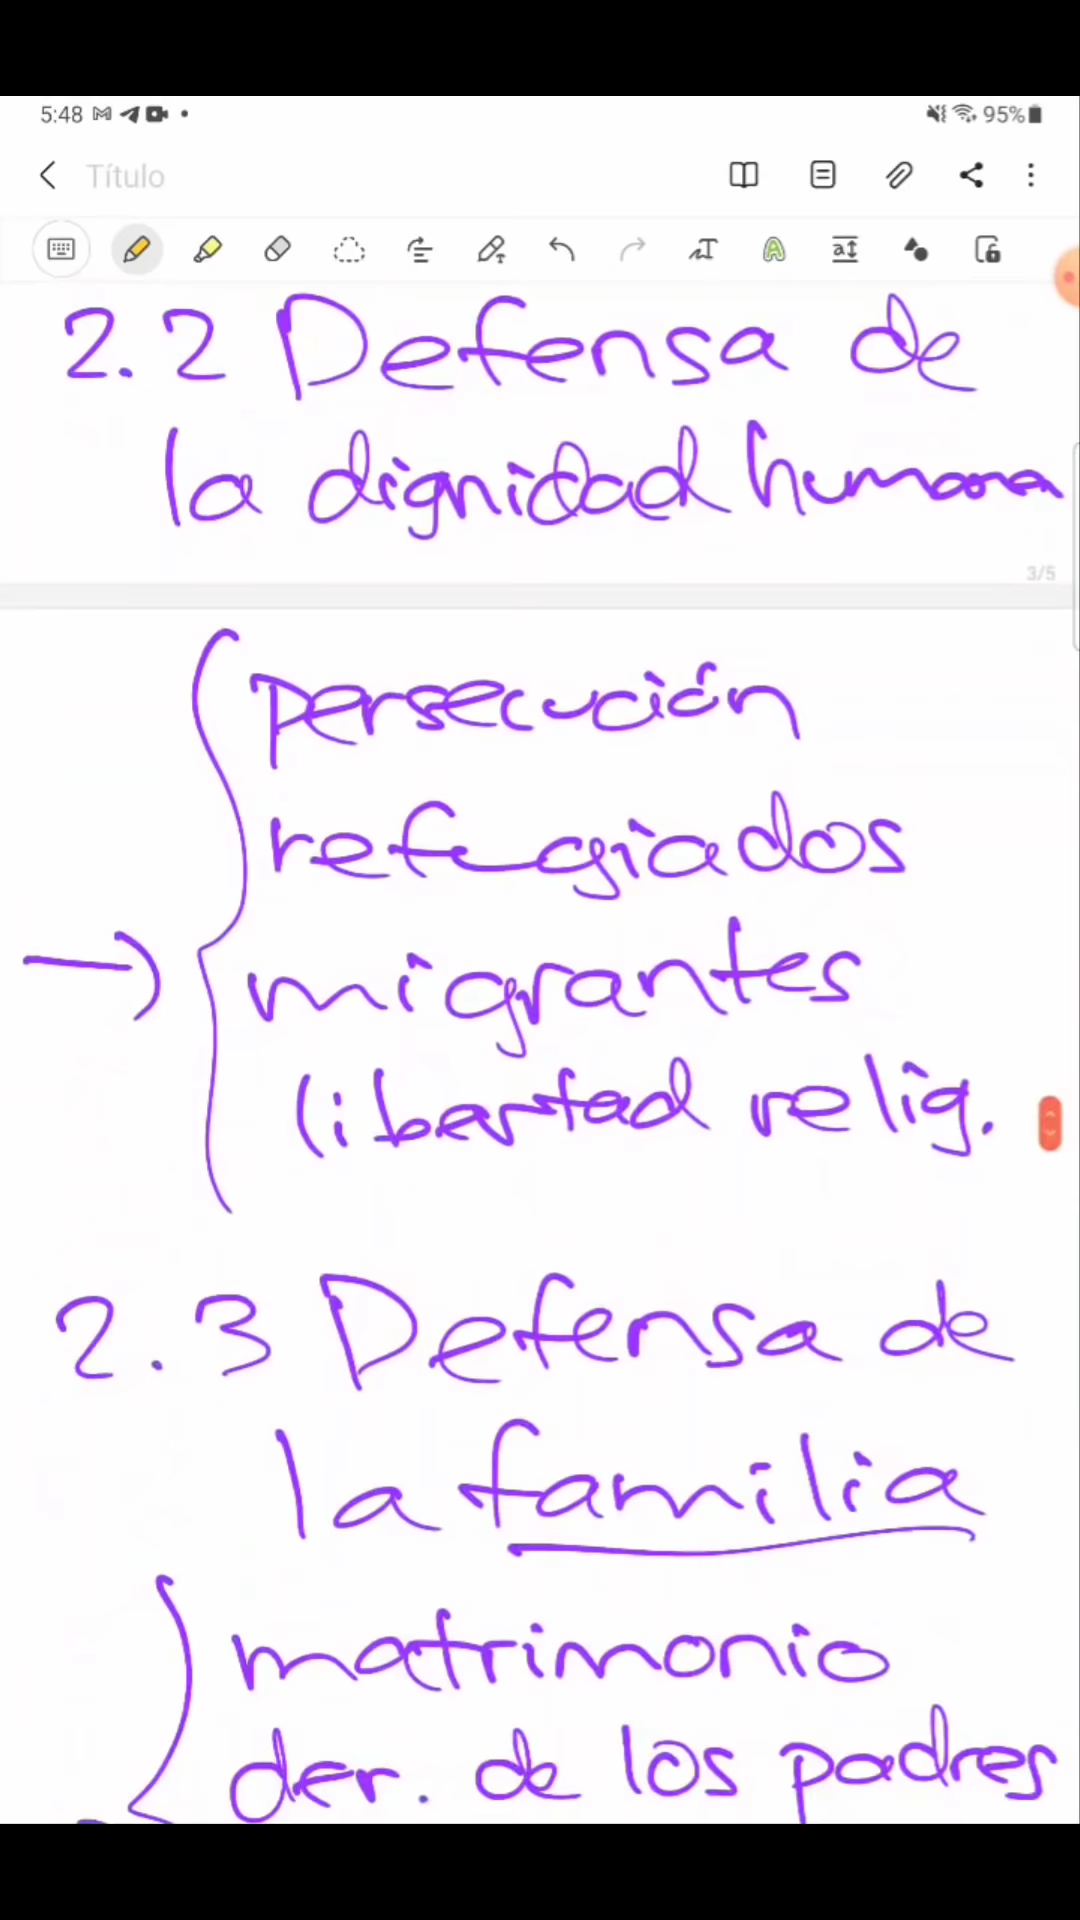 5:48
95%
Título
2.2 Defensa de
la dignidad humana
3/5
persecución
refugiados
migrantes
libertad relig.
2.3 Defensa de
la familia
matrimonio
der. de los padres